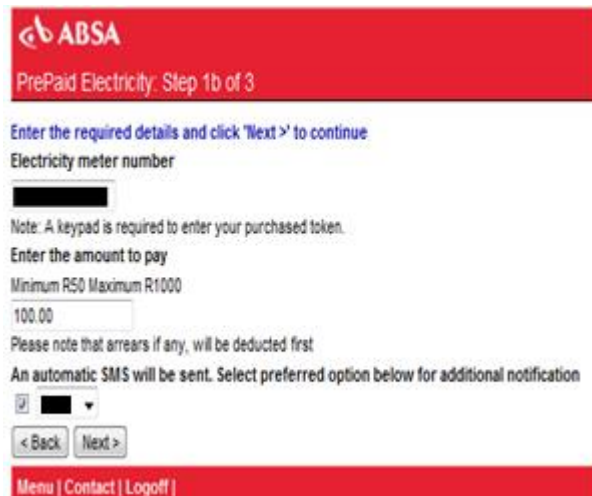 ABSA
PrePaid Electricity: Step 1b of 3
Enter the required details and click 'Next >' to continue
Electricity meter number
Note: A keypad is required to enter your purchased token.
Enter the amount to pay
Minimum R50 Maximum R1000
100.00
Please note that arrears if any, will be deducted first
An automatic SMS will be sent. Select preferred option below for additional notification
< Back Next >
Menu | Contact | Logoff |